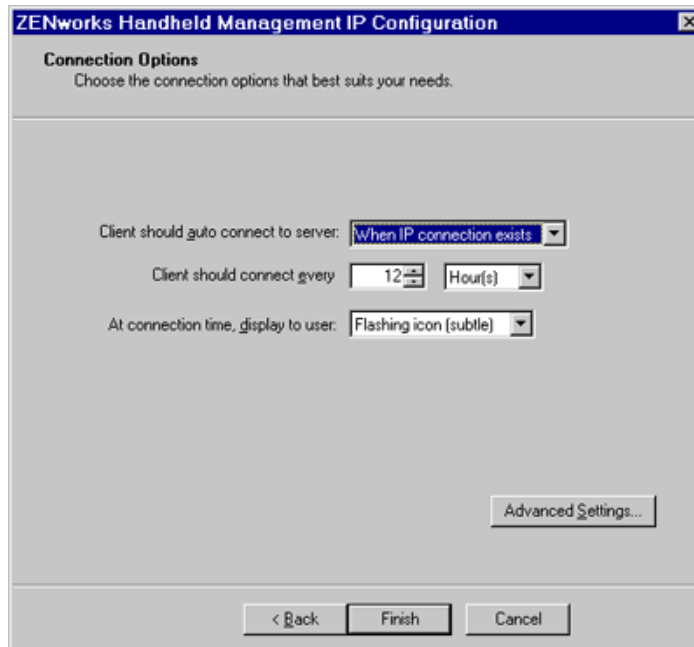 ZENworks Handheld Management IP Configuration
Connection Options
Choose the connection options that best suits your needs.
Client should auto connect to server: When IP connection exists
Client should connect every 12 Hour(s)
At connection time, display to user: Flashing icon (subtle)
Advanced Settings...
< Back Finish Cancel